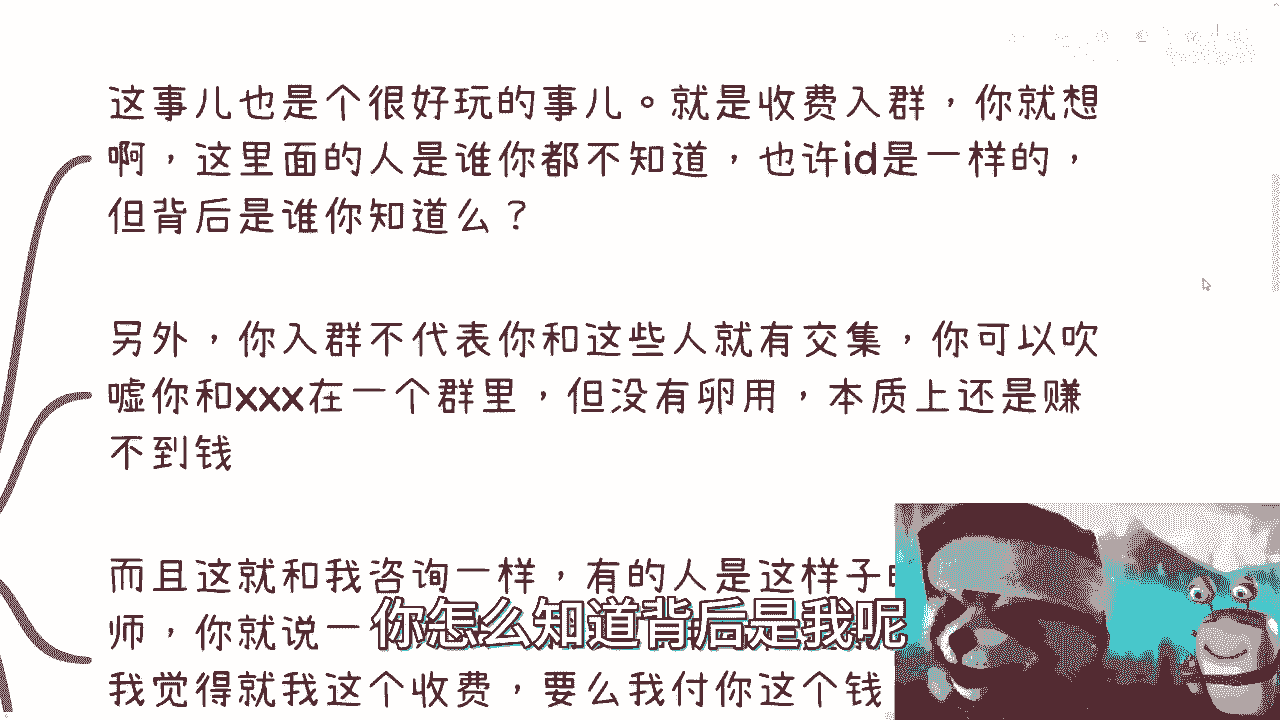 这事儿也是个很好玩的事儿。就是收费入群，你就想
啊，这里面的人是谁你都不知道，也许id是一样的，
但背后是谁你知道么？
另外，你入群不代表你和这些人就有交集，你可以吹
嘘你和xxx在一个群里，但没有卵用，本质上还是赚
不到钱
而且这就和我咨询一样，有的人是这样子
师，你就说一
你怎么知道背后是我呢
我觉得就我这个收费，要么我付你这个钱